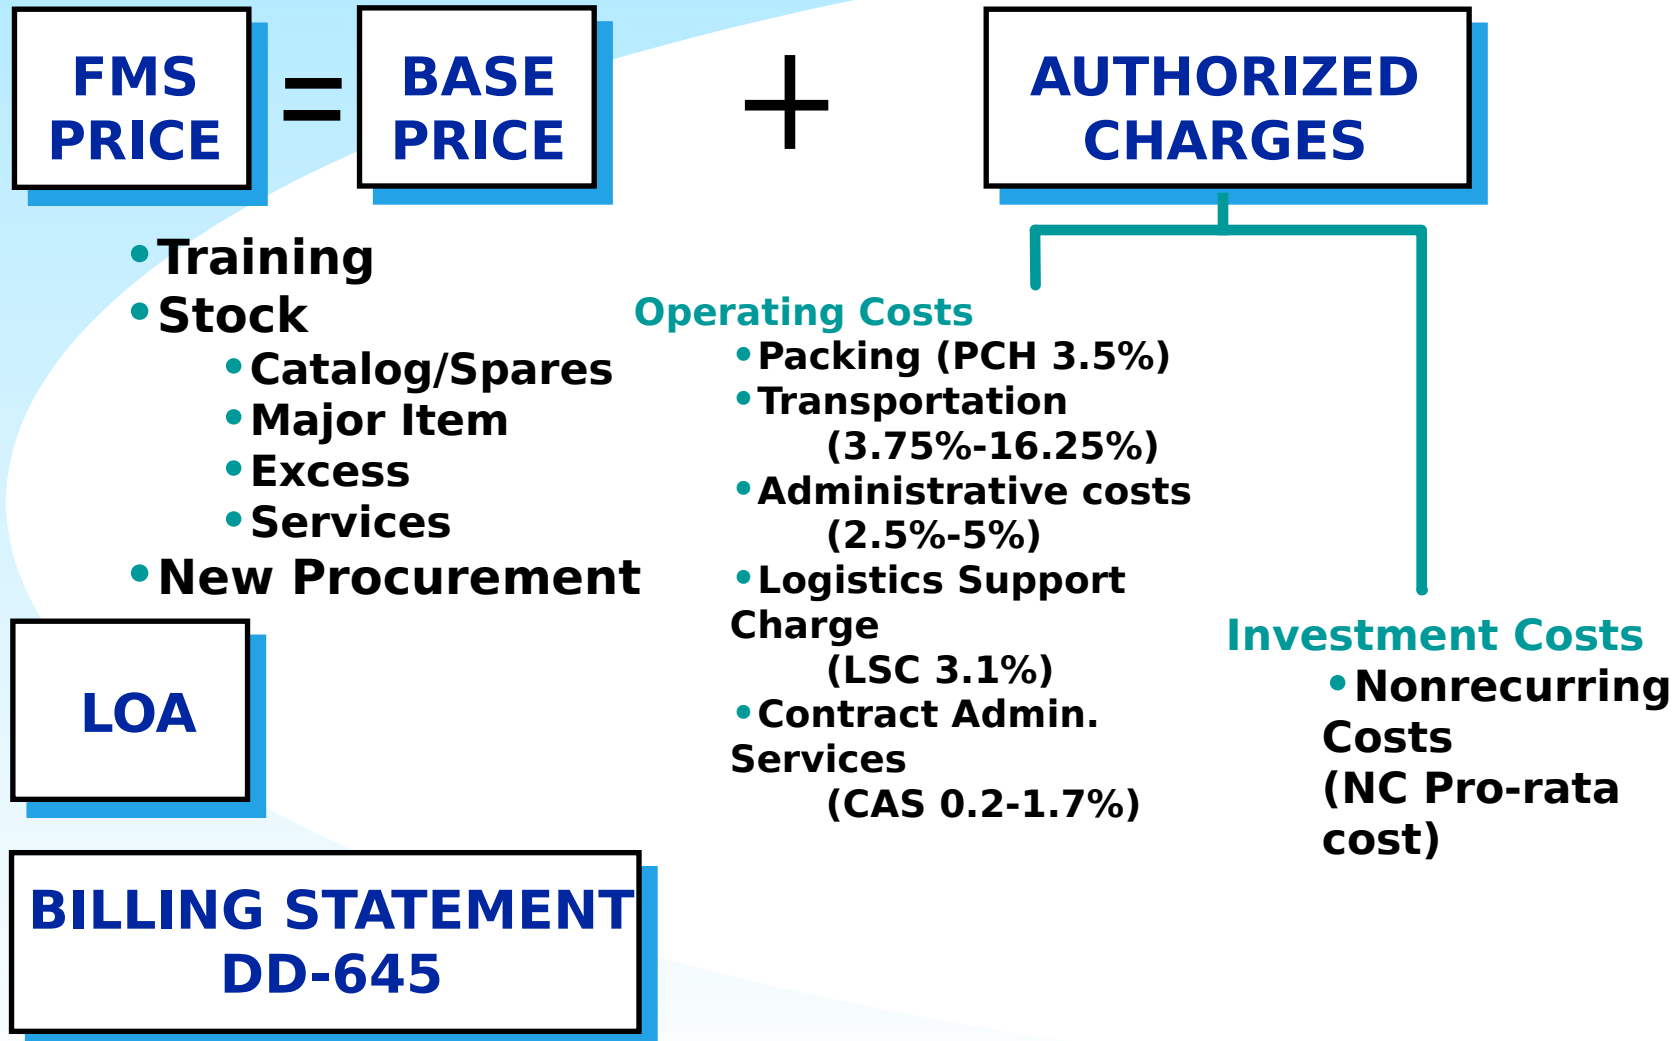 FMS
PRICE
=
BASE
PRICE
+
AUTHORIZED
CHARGES
•Training
•Stock
•Catalog/Spares
•Major Item
•Excess
•Services
•New Procurement
Operating Costs
•Packing (PCH 3.5%)
•Transportation
(3.75%-16.25%)
•Administrative costs
(2.5%-5%)
•Logistics Support
Charge
(LSC 3.1%)
•Contract Admin.
Services
(CAS 0.2-1.7%)
Investment Costs
•Nonrecurring
Costs
(NC Pro-rata
cost)
LOA
BILLING STATEMENT
DD-645